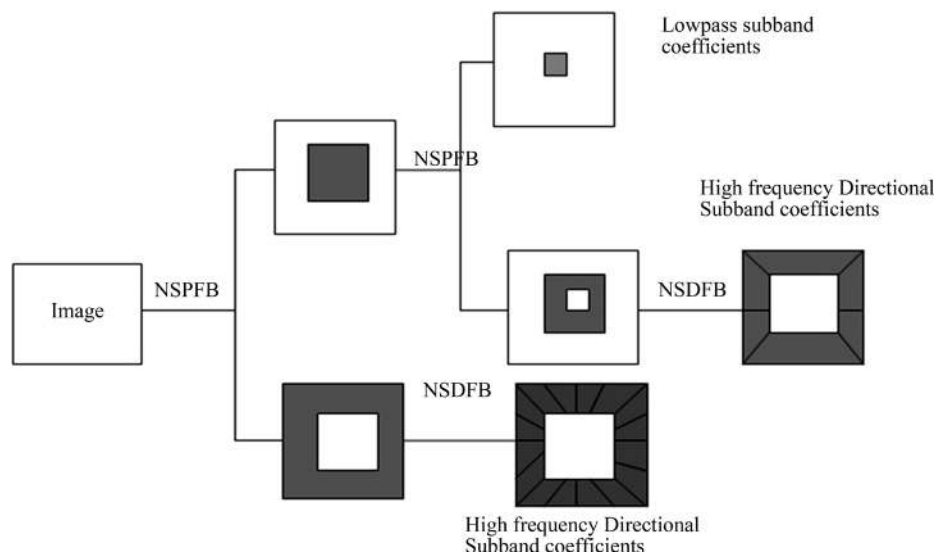 Lowpass subband
coefficients
NSPFB
High frequency Directional
Subband coefficients
NSPFB
NSDFB
Image
NSDFB
High frequency Directional
Subband coefficients